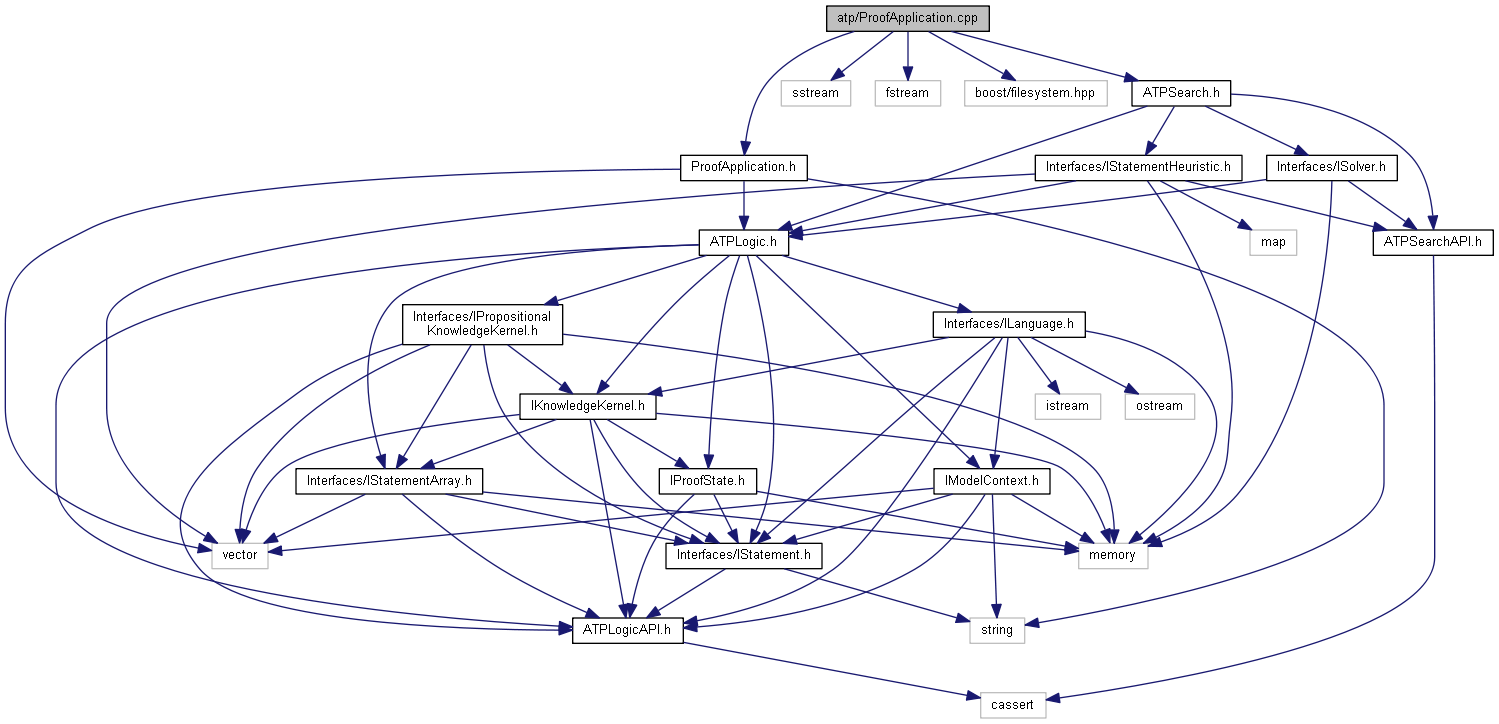 atp/ProofApplication.cpp
sstream
fstream
boost/filesystem.hpp
ATPSearch.h
ProofApplication.h
Interfaces/IStatementHeuristic.h
Interfaces/ISolver.h
ATPLogic.h
map
ATPSearchAPI.h
Interfaces/IPropositional
KnowledgeKernel.h
Interfaces/ILanguage.h
IKnowledgeKernel.h
istream
ostream
Interfaces/IStatementArray.h
IProofState.h
IModelContext.h
vector
Interfaces/IStatement.h
memory
ATPLogicAPI.h
string
cassert